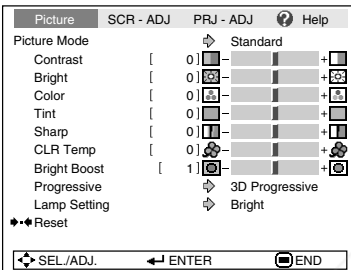 Picture SCR - ADJ PRJ - ADJ Help
Picture Mode Standard
Contrast [ 0 ] - +
Bright [ 0 ] - +
Color [ 0 ] - +
Tint [ 0 ] - +
Sharp [ 0 ] - +
CLR Temp [ 0 ] - +
Bright Boost [ 1 ] - +
Progressive 3D Progressive
Lamp Setting Bright
Reset
SEL./ADJ. ENTER END